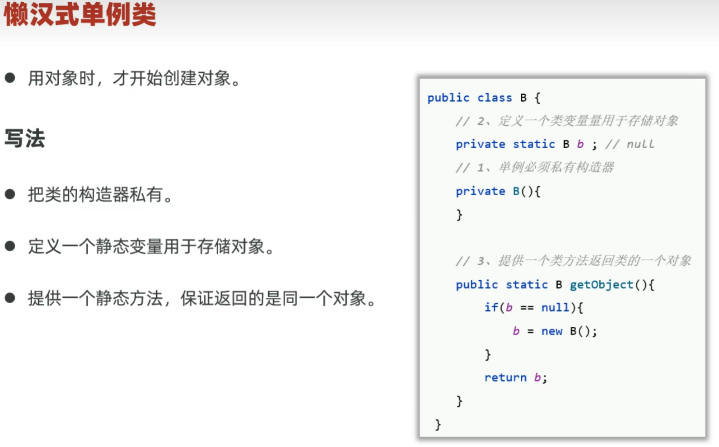 懒汉式单例类
● 用对象时，才开始创建对象。
写法
● 把类的构造器私有。
● 定义一个静态变量用于存储对象。
● 提供一个静态方法，保证返回的是同一个对象。
public class B {
// 2、定义一个类变量量用于存储对象
private static B b ; // null
// 1、单例必须私有构造器
private B(){
}
// 3、提供一个类方法返回类的一个对象
public static B getObject(){
if(b == null){
b = new B();
}
return b;
}
}